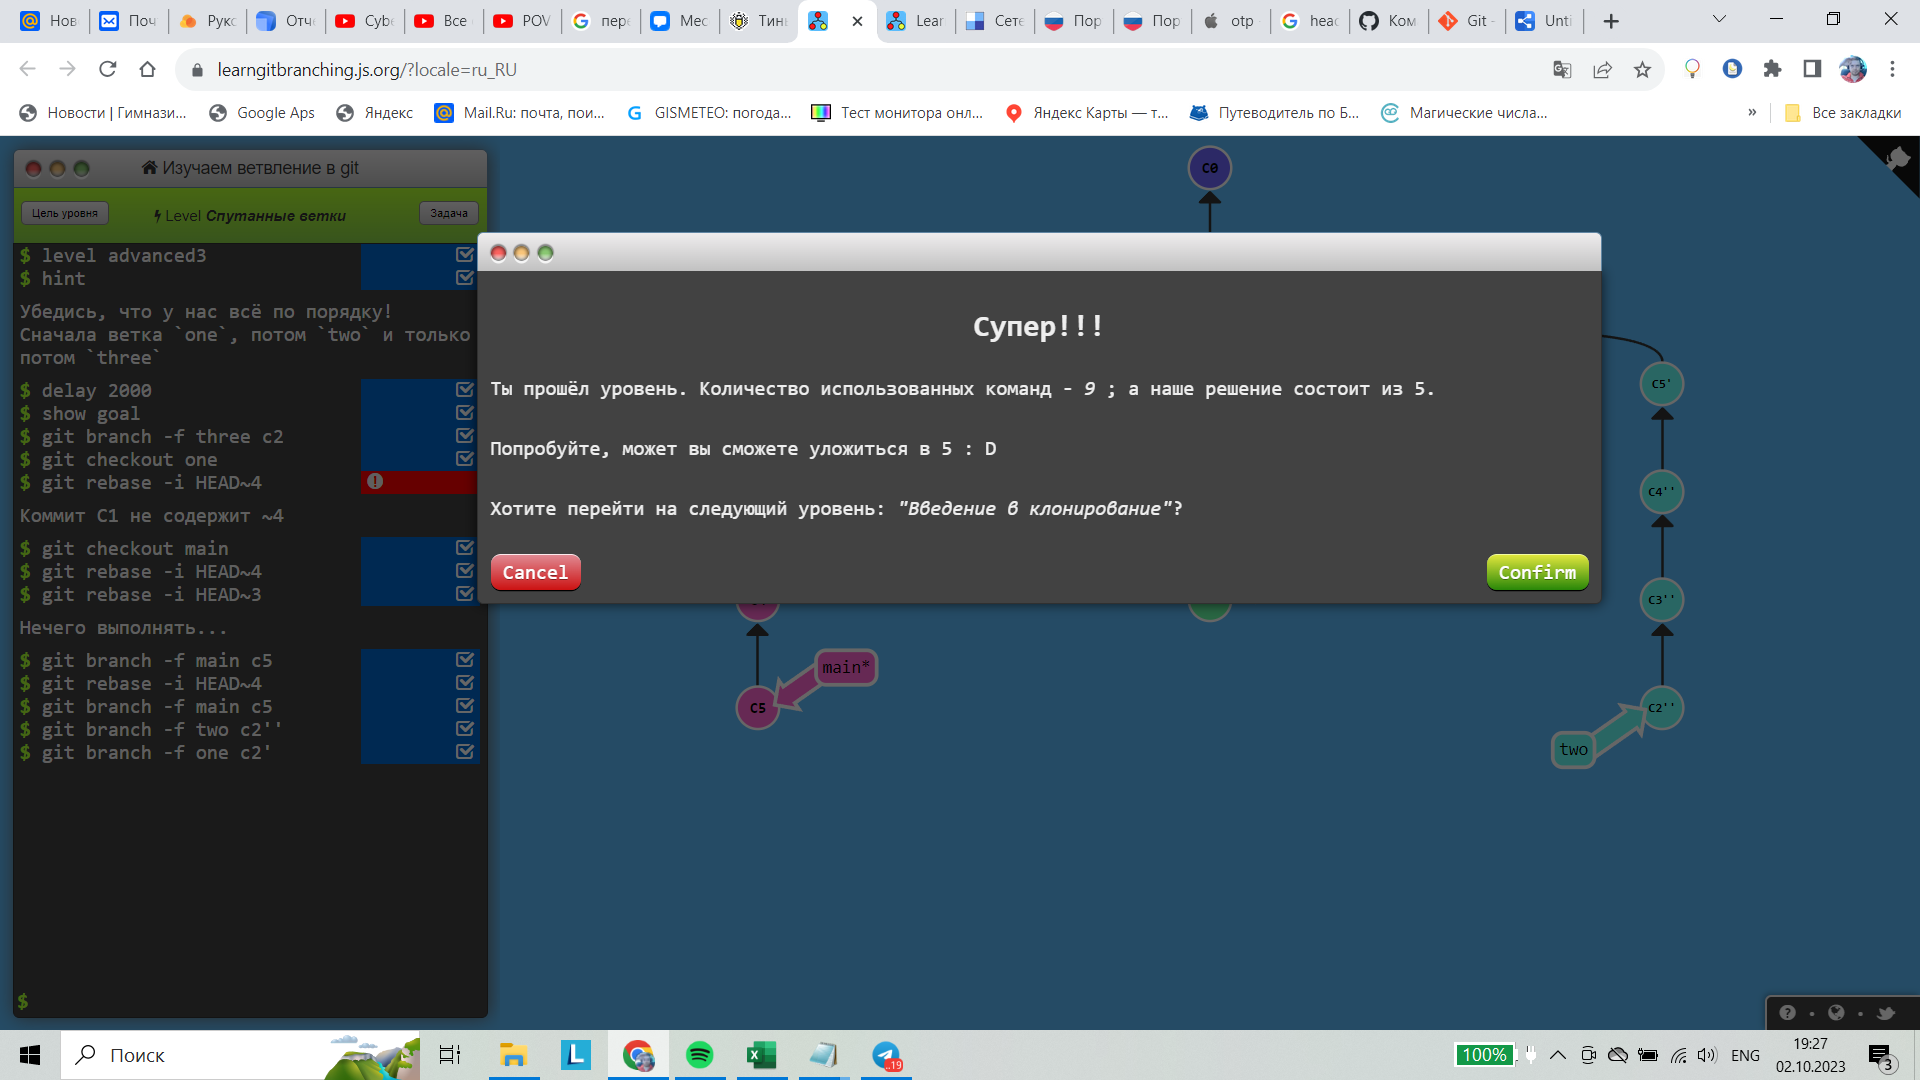 Нов
Поч
Рукс
Отче
Cybe
Все
POV
пере
Мес
Тинь
Lear
Сете
Пор
Пор
otp
head
Ком
Git -
Unti
learngitbranching.js.org/?locale=ru_RU
Новости | Гимнази...
Google Aps
Яндекс
Mail.Ru: почта, пои...
GISMETEO: погода...
Тест монитора онл...
Яндекс Карты — т...
Путеводитель по Б...
Магические числа...
»
Все закладки
Изучаем ветвление в git
Цель уровня
Level Спутанные ветки
Задача
$ level advanced3
$ hint
Убедись, что у нас всё по порядку!
Сначала ветка `one`, потом `two` и только
потом `three`
$ delay 2000
$ show goal
$ git branch -f three c2
$ git checkout one
$ git rebase -i HEAD~4
Коммит C1 не содержит ~4
$ git checkout main
$ git rebase -i HEAD~4
$ git rebase -i HEAD~3
Нечего выполнять...
$ git branch -f main c5
$ git rebase -i HEAD~4
$ git branch -f main c5
$ git branch -f two c2''
$ git branch -f one c2'
$
C0
Супер!!!
Ты прошёл уровень. Количество использованных команд - 9 ; а наше решение состоит из 5.
Попробуйте, может вы сможете уложиться в 5 : D
Хотите перейти на следующий уровень: "Введение в клонирование"?
Cancel
Confirm
C5'
C4''
C3''
C2''
two
main*
C5
Поиск
L
19
100%
ENG
19:27
02.10.2023
3